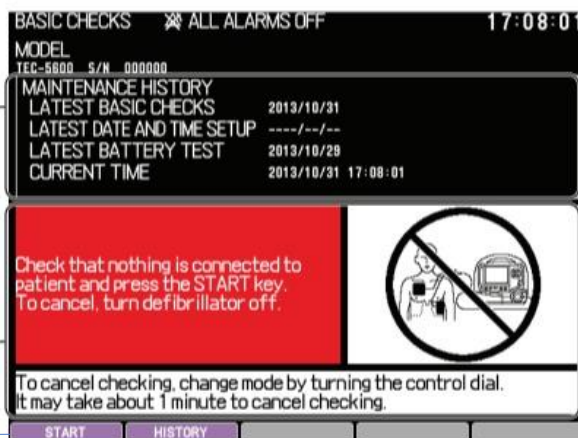 BASIC CHECKS ALL ALARMS OFF 17:08:01
MODEL
TEC-5600 S/N 000000
MAINTENANCE HISTORY
LATEST BASIC CHECKS 2013/10/31
LATEST DATE AND TIME SETUP ----/--/--
LATEST BATTERY TEST 2013/10/29
CURRENT TIME 2013/10/31 17:08:01
Check that nothing is connected to
patient and press the START key.
To cancel, turn defibrillator off.
To cancel checking, change mode by turning the control dial.
It may take about 1 minute to cancel checking.
START HISTORY